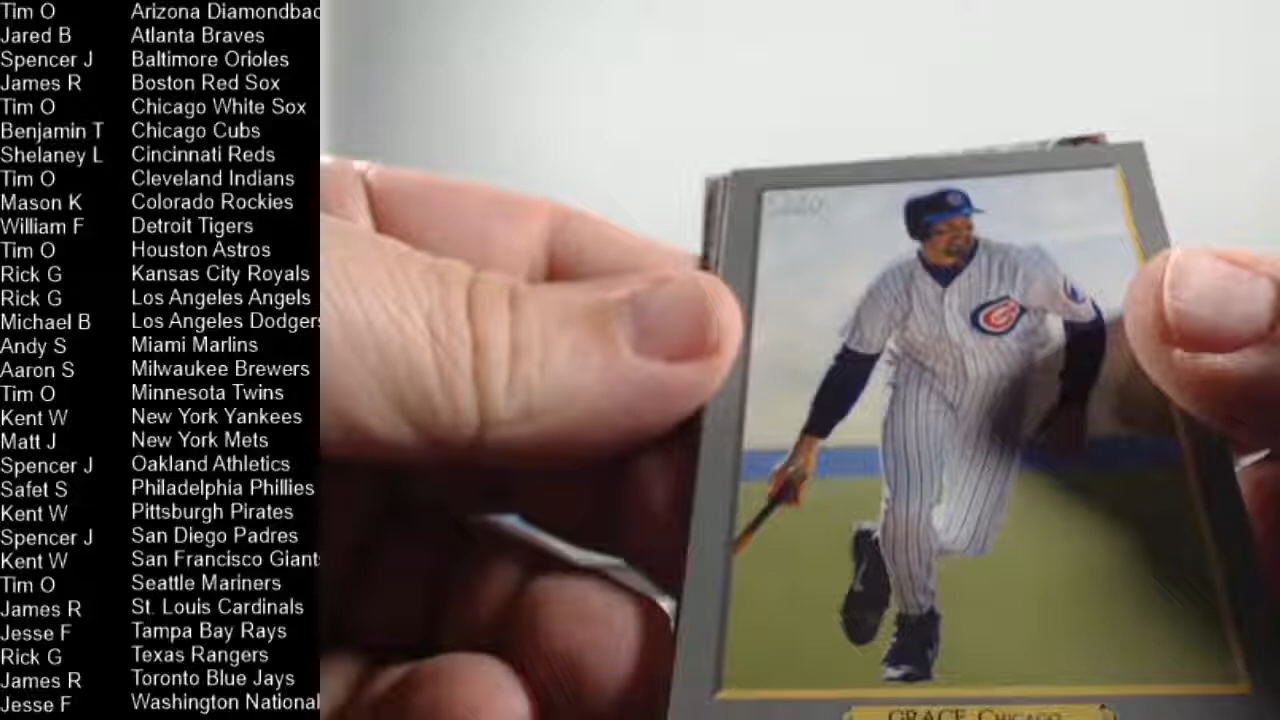 Tim O Arizona Diamondbac
Jared B Atlanta Braves
Spencer J Baltimore Orioles
James R Boston Red Sox
Tim O Chicago White Sox
Benjamin T Chicago Cubs
Shelaney L Cincinnati Reds
Tim O Cleveland Indians
Mason K Colorado Rockies
William F Detroit Tigers
Tim O Houston Astros
Rick G Kansas City Royals
Rick G Los Angeles Angels
Michael B Los Angeles Dodgers
Andy S Miami Marlins
Aaron S Milwaukee Brewers
Tim O Minnesota Twins
Kent W New York Yankees
Matt J New York Mets
Spencer J Oakland Athletics
Safet S Philadelphia Phillies
Kent W Pittsburgh Pirates
Spencer J San Diego Padres
Kent W San Francisco Giants
Tim O Seattle Mariners
James R St. Louis Cardinals
Jesse F Tampa Bay Rays
Rick G Texas Rangers
James R Toronto Blue Jays
Jesse F Washington National
GRACE, CHICAGO